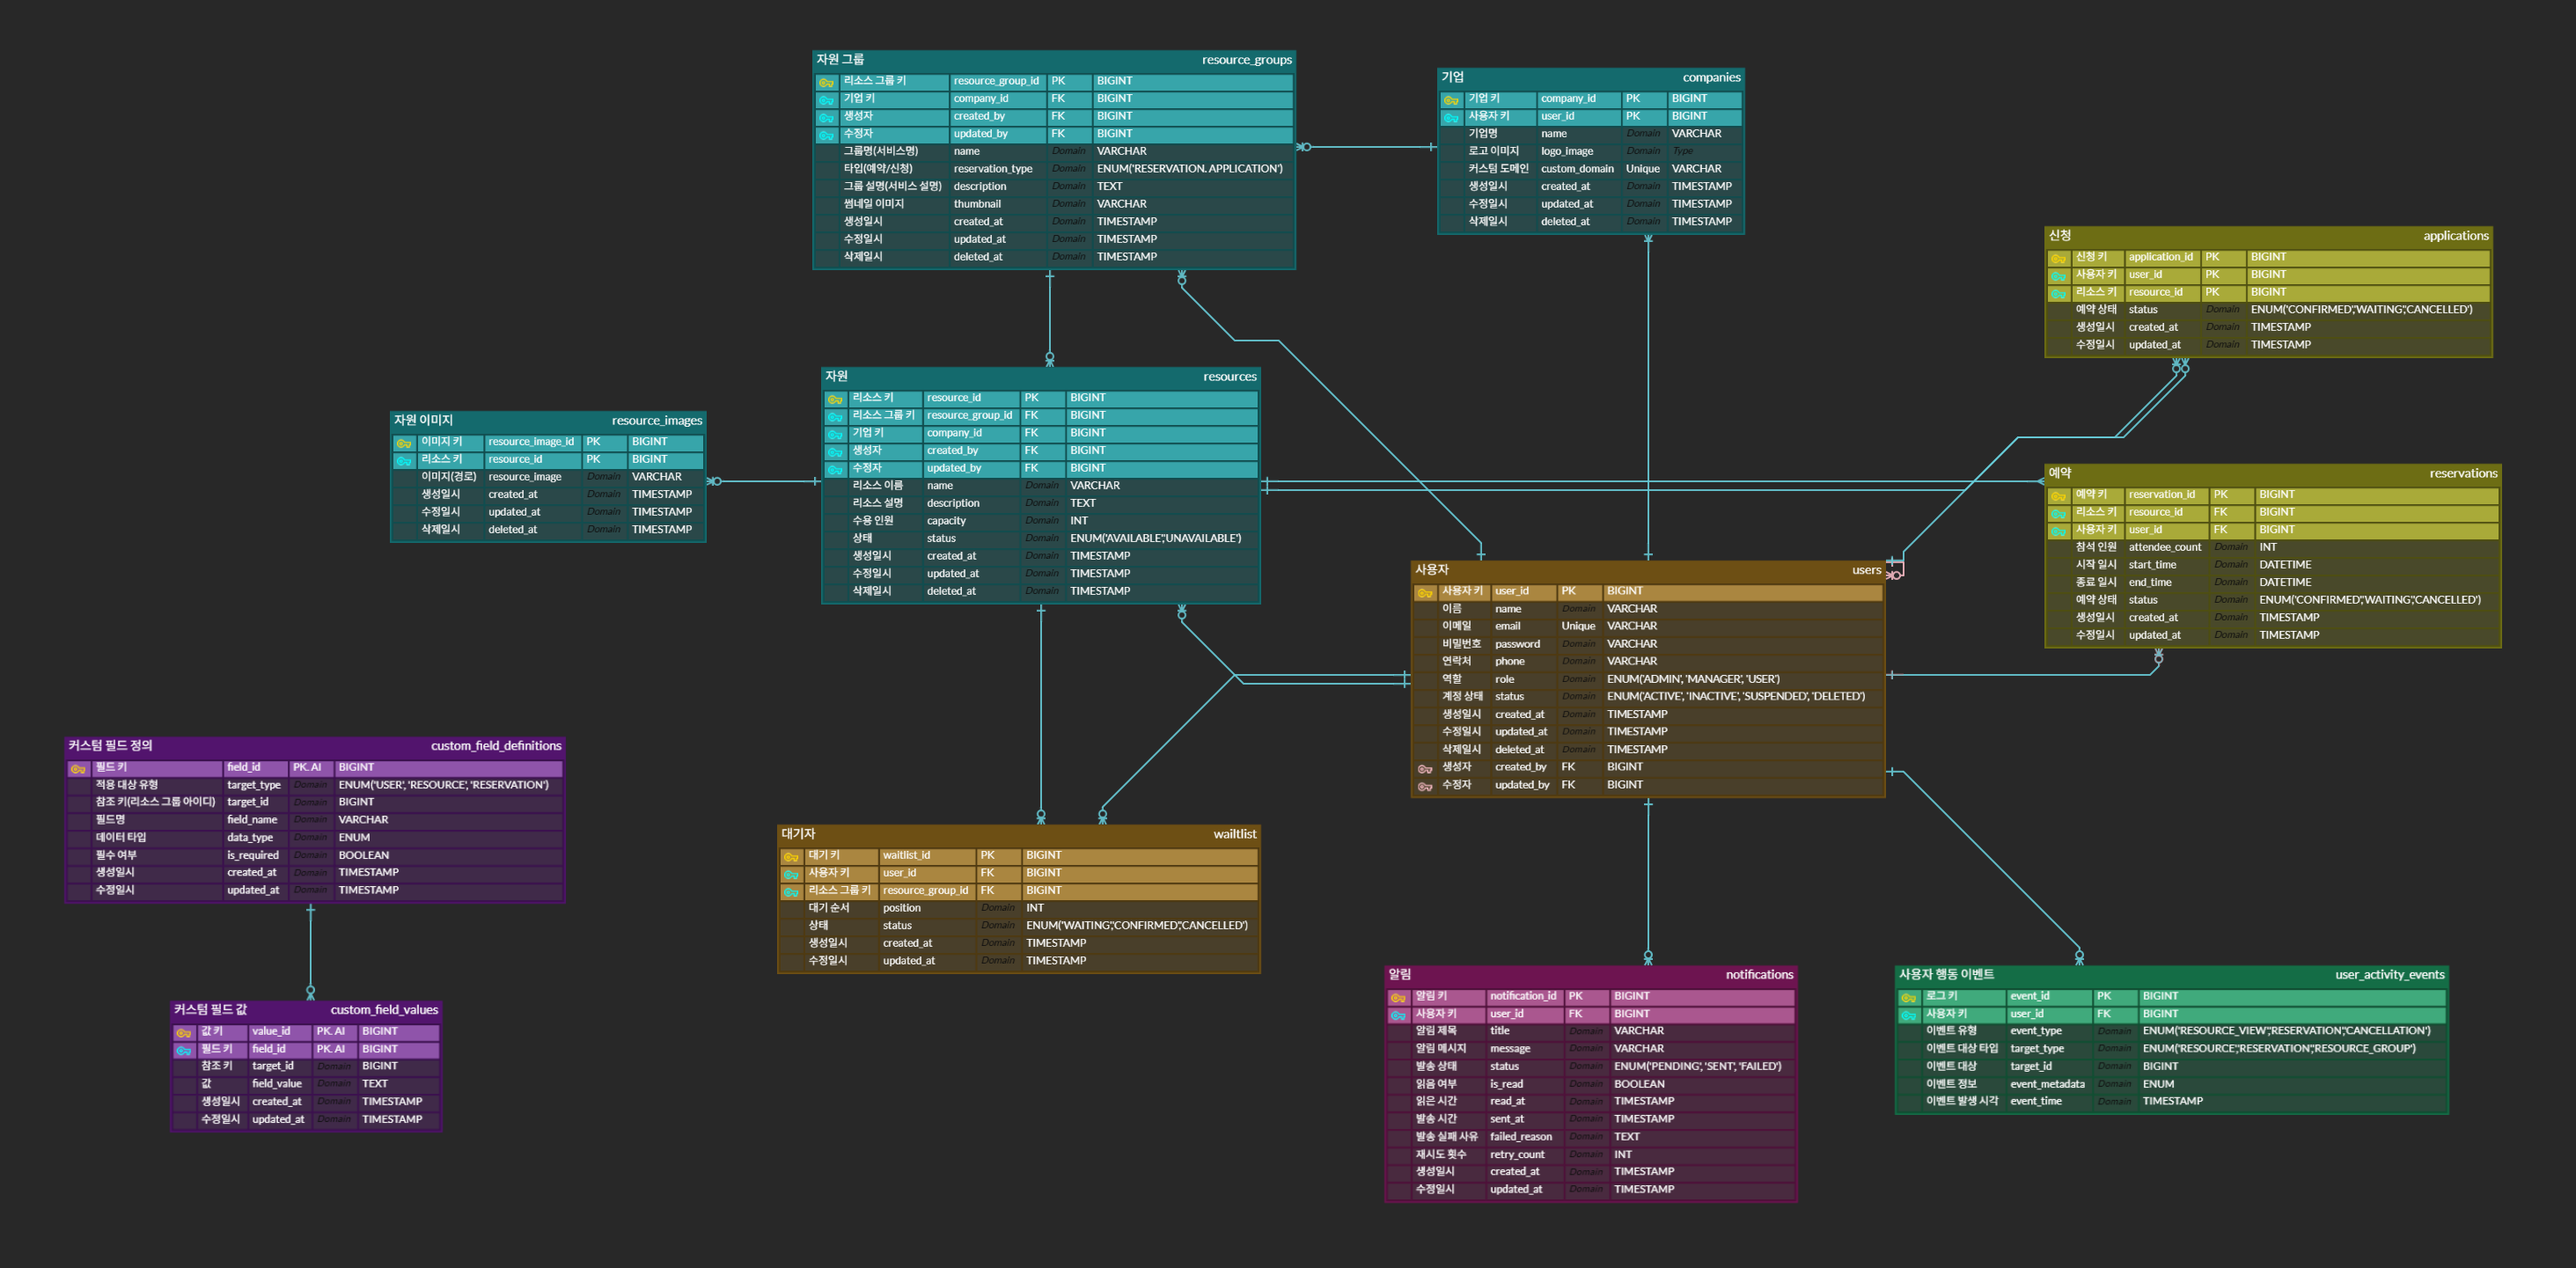 자원 그룹 resource_groups
리소스 그룹 키 resource_group_id PK BIGINT
기업 키 company_id FK BIGINT
생성자 created_by FK BIGINT
수정자 updated_by FK BIGINT
그룹명(서비스명) name Domain VARCHAR
타입(예약/신청) reservation_type Domain ENUM('RESERVATION. APPLICATION')
그룹 설명(서비스 설명) description Domain TEXT
썸네일 이미지 thumbnail Domain VARCHAR
생성일시 created_at Domain TIMESTAMP
수정일시 updated_at Domain TIMESTAMP
삭제일시 deleted_at Domain TIMESTAMP
기업 companies
기업 키 company_id PK BIGINT
사용자 키 user_id PK BIGINT
기업명 name Domain VARCHAR
로고 이미지 logo_image Domain Type
커스텀 도메인 custom_domain Unique VARCHAR
생성일시 created_at Domain TIMESTAMP
수정일시 updated_at Domain TIMESTAMP
삭제일시 deleted_at Domain TIMESTAMP
신청 applications
신청 키 application_id PK BIGINT
사용자 키 user_id PK BIGINT
리소스 키 resource_id PK BIGINT
예약 상태 status Domain ENUM('CONFIRMED','WAITING','CANCELLED')
생성일시 created_at Domain TIMESTAMP
수정일시 updated_at Domain TIMESTAMP
자원 resources
리소스 키 resource_id PK BIGINT
리소스 그룹 키 resource_group_id FK BIGINT
기업 키 company_id FK BIGINT
생성자 created_by FK BIGINT
수정자 updated_by FK BIGINT
리소스 이름 name Domain VARCHAR
리소스 설명 description Domain TEXT
수용 인원 capacity Domain INT
상태 status Domain ENUM('AVAILABLE','UNAVAILABLE')
생성일시 created_at Domain TIMESTAMP
수정일시 updated_at Domain TIMESTAMP
삭제일시 deleted_at Domain TIMESTAMP
자원 이미지 resource_images
이미지 키 resource_image_id PK BIGINT
리소스 키 resource_id PK BIGINT
이미지(경로) resource_image Domain VARCHAR
생성일시 created_at Domain TIMESTAMP
수정일시 updated_at Domain TIMESTAMP
삭제일시 deleted_at Domain TIMESTAMP
예약 reservations
예약 키 reservation_id PK BIGINT
리소스 키 resource_id FK BIGINT
사용자 키 user_id FK BIGINT
참석 인원 attendee_count Domain INT
시작 일시 start_time Domain DATETIME
종료 일시 end_time Domain DATETIME
예약 상태 status Domain ENUM('CONFIRMED','WAITING','CANCELLED')
생성일시 created_at Domain TIMESTAMP
수정일시 updated_at Domain TIMESTAMP
사용자 users
사용자 키 user_id PK BIGINT
이름 name Domain VARCHAR
이메일 email Unique VARCHAR
비밀번호 password Domain VARCHAR
연락처 phone Domain VARCHAR
역할 role Domain ENUM('ADMIN', 'MANAGER', 'USER')
계정 상태 status Domain ENUM('ACTIVE', 'INACTIVE', 'SUSPENDED', 'DELETED')
생성일시 created_at Domain TIMESTAMP
수정일시 updated_at Domain TIMESTAMP
삭제일시 deleted_at Domain TIMESTAMP
생성자 created_by FK BIGINT
수정자 updated_by FK BIGINT
커스텀 필드 정의 custom_field_definitions
필드 키 field_id PK. AI BIGINT
적용 대상 유형 target_type Domain ENUM('USER', 'RESOURCE', 'RESERVATION')
참조 키(리소스 그룹 아이디) target_id Domain BIGINT
필드명 field_name Domain VARCHAR
데이터 타입 data_type Domain ENUM
필수 여부 is_required Domain BOOLEAN
생성일시 created_at Domain TIMESTAMP
수정일시 updated_at Domain TIMESTAMP
대기자 wailtlist
대기 키 waitlist_id PK BIGINT
사용자 키 user_id FK BIGINT
리소스 그룹 키 resource_group_id FK BIGINT
대기 순서 position Domain INT
상태 status Domain ENUM('WAITING','CONFIRMED','CANCELLED')
생성일시 created_at Domain TIMESTAMP
수정일시 updated_at Domain TIMESTAMP
커스텀 필드 값 custom_field_values
값 키 value_id PK. AI BIGINT
필드 키 field_id PK. AI BIGINT
참조 키 target_id Domain BIGINT
값 field_value Domain TEXT
생성일시 created_at Domain TIMESTAMP
수정일시 updated_at Domain TIMESTAMP
알림 notifications
알림 키 notification_id PK BIGINT
사용자 키 user_id FK BIGINT
알림 제목 title Domain VARCHAR
알림 메시지 message Domain VARCHAR
발송 상태 status Domain ENUM('PENDING', 'SENT', 'FAILED')
읽음 여부 is_read Domain BOOLEAN
읽은 시간 read_at Domain TIMESTAMP
발송 시간 sent_at Domain TIMESTAMP
발송 실패 사유 failed_reason Domain TEXT
재시도 횟수 retry_count Domain INT
생성일시 created_at Domain TIMESTAMP
수정일시 updated_at Domain TIMESTAMP
사용자 행동 이벤트 user_activity_events
로그 키 event_id PK BIGINT
사용자 키 user_id FK BIGINT
이벤트 유형 event_type Domain ENUM('RESOURCE_VIEW','RESERVATION','CANCELLATION')
이벤트 대상 타입 target_type Domain ENUM('RESOURCE','RESERVATION','RESOURCE_GROUP')
이벤트 대상 target_id Domain BIGINT
이벤트 정보 event_metadata Domain ENUM
이벤트 발생 시각 event_time Domain TIMESTAMP